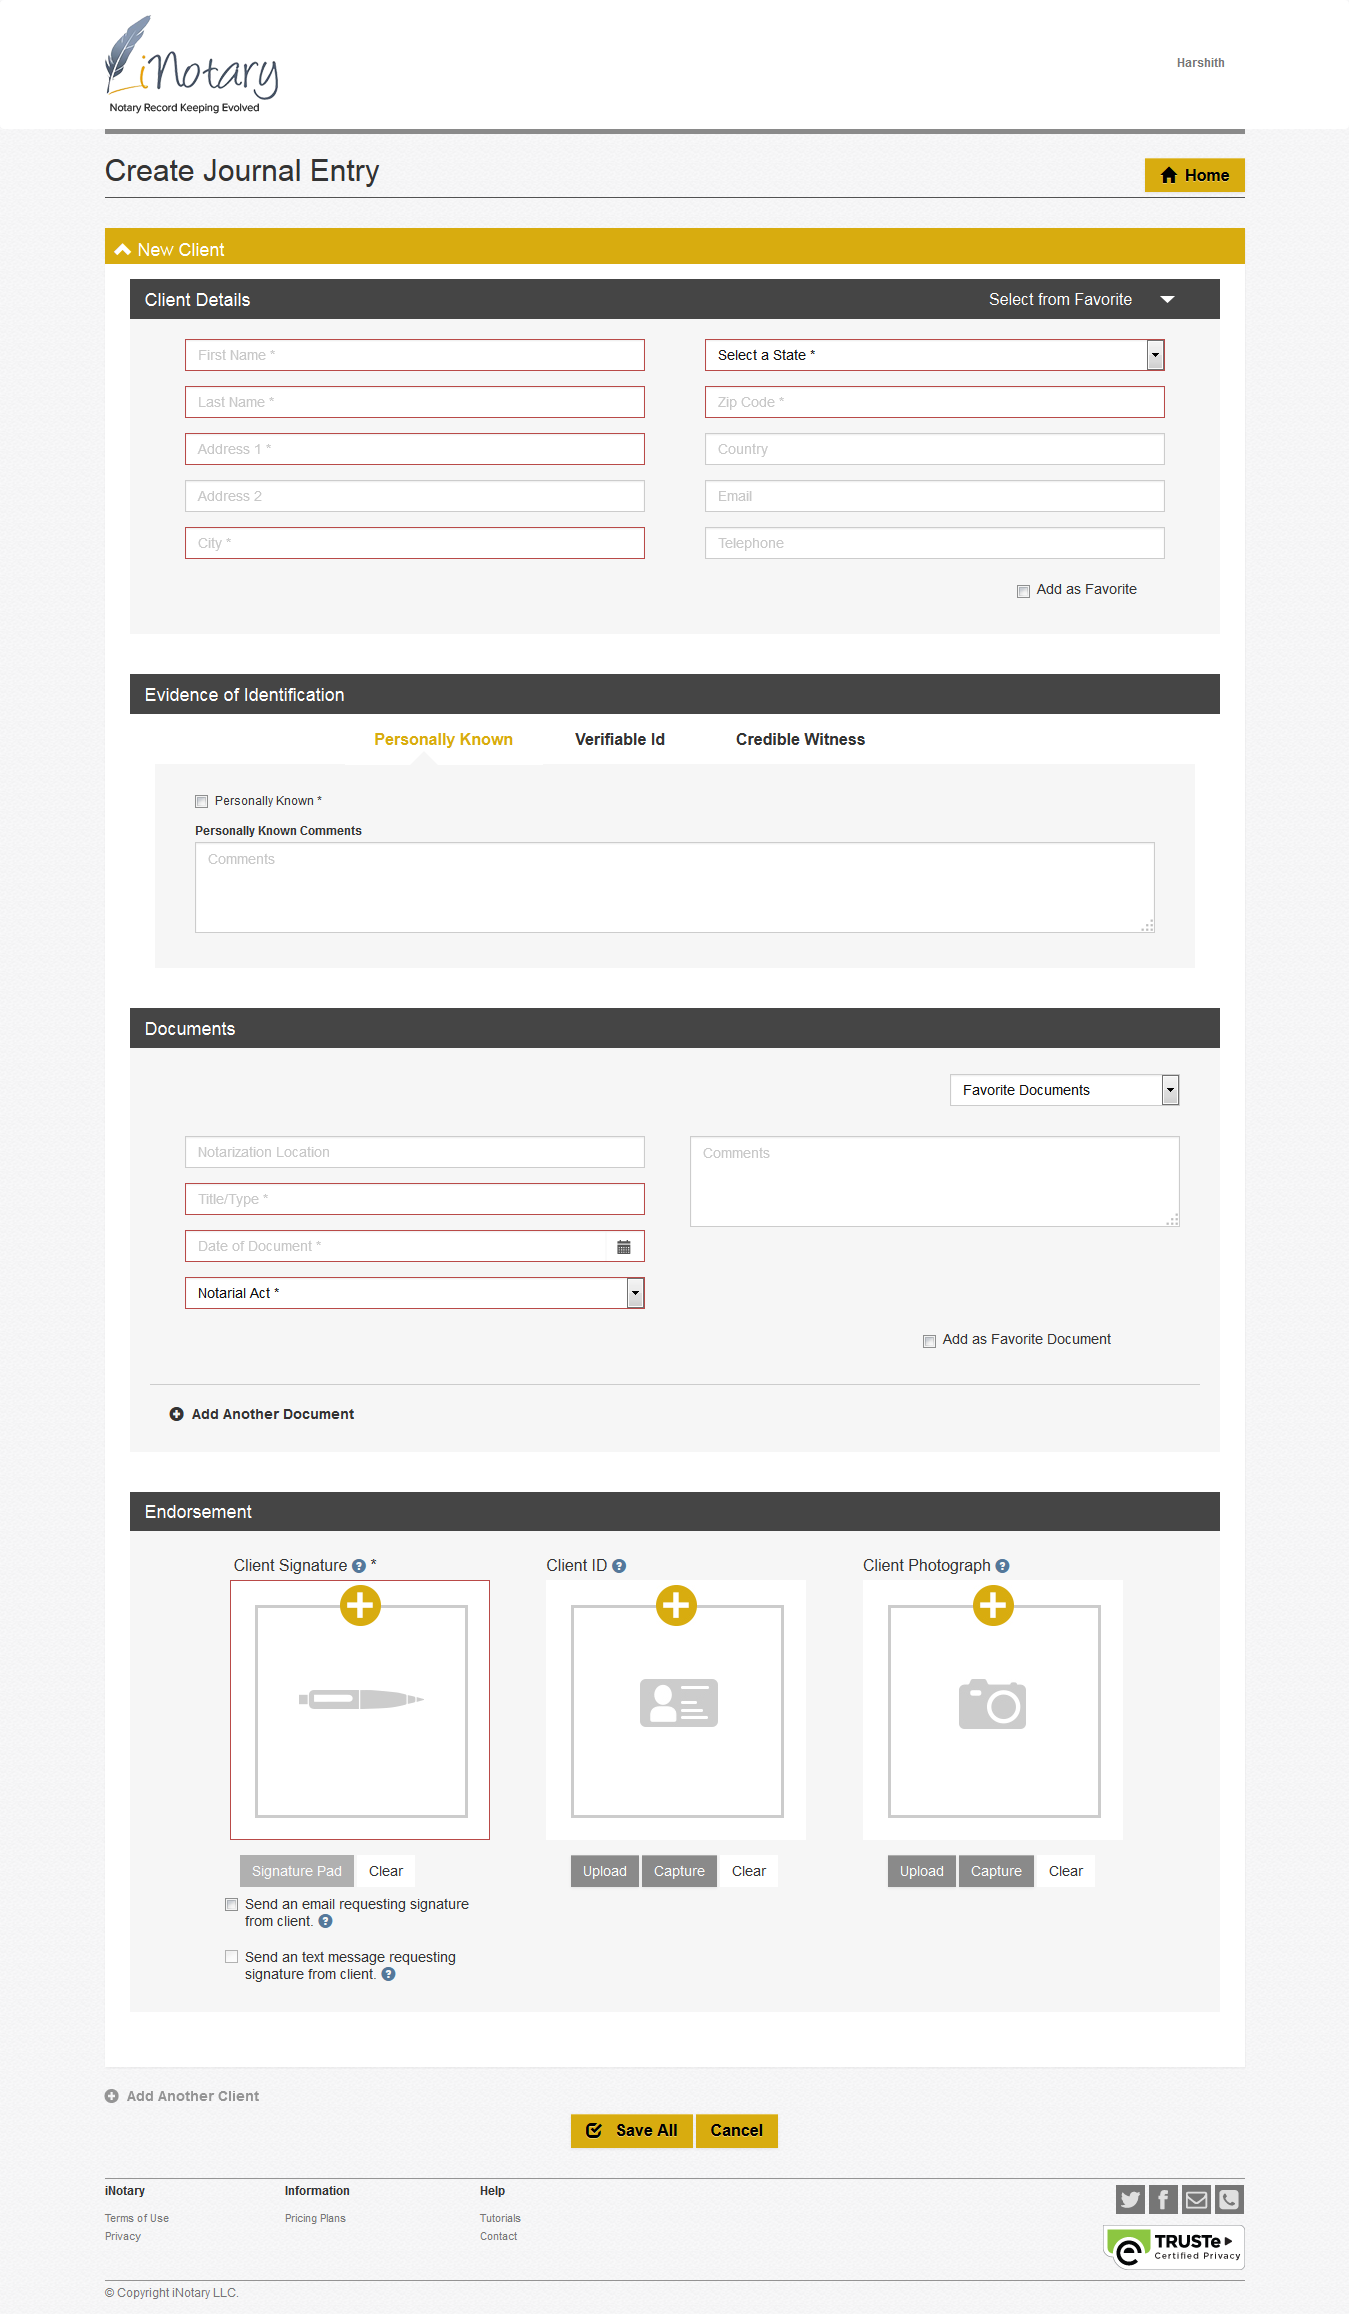 iNotary
Notary Record Keeping Evolved
Harshith
Create Journal Entry
Home
New Client
Client Details
Select from Favorite
First Name *
Select a State *
Last Name *
Zip Code *
Address 1 *
Country
Address 2
Email
City *
Telephone
Add as Favorite
Evidence of Identification
Personally Known
Verifiable Id
Credible Witness
Personally Known *
Personally Known Comments
Comments
Documents
Favorite Documents
Notarization Location
Comments
Title/Type *
Date of Document *
Notarial Act *
Add as Favorite Document
Add Another Document
Endorsement
Client Signature ? *
Client ID ?
Client Photograph ?
Signature Pad
Clear
Upload
Capture
Clear
Upload
Capture
Clear
Send an email requesting signature
from client. ?
Send an text message requesting
signature from client. ?
Add Another Client
Save All
Cancel
iNotary
Information
Help
Terms of Use
Pricing Plans
Tutorials
Privacy
Contact
TRUSTe
Certified Privacy
© Copyright iNotary LLC.